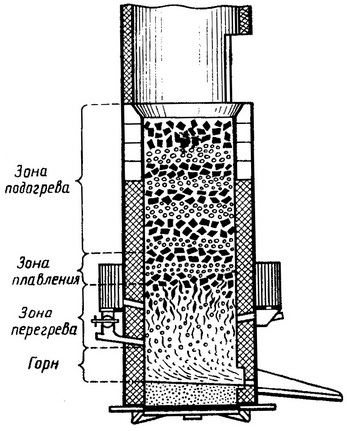 Зона
подогрева
Зона
плавления
Зона
перегрева
Горн